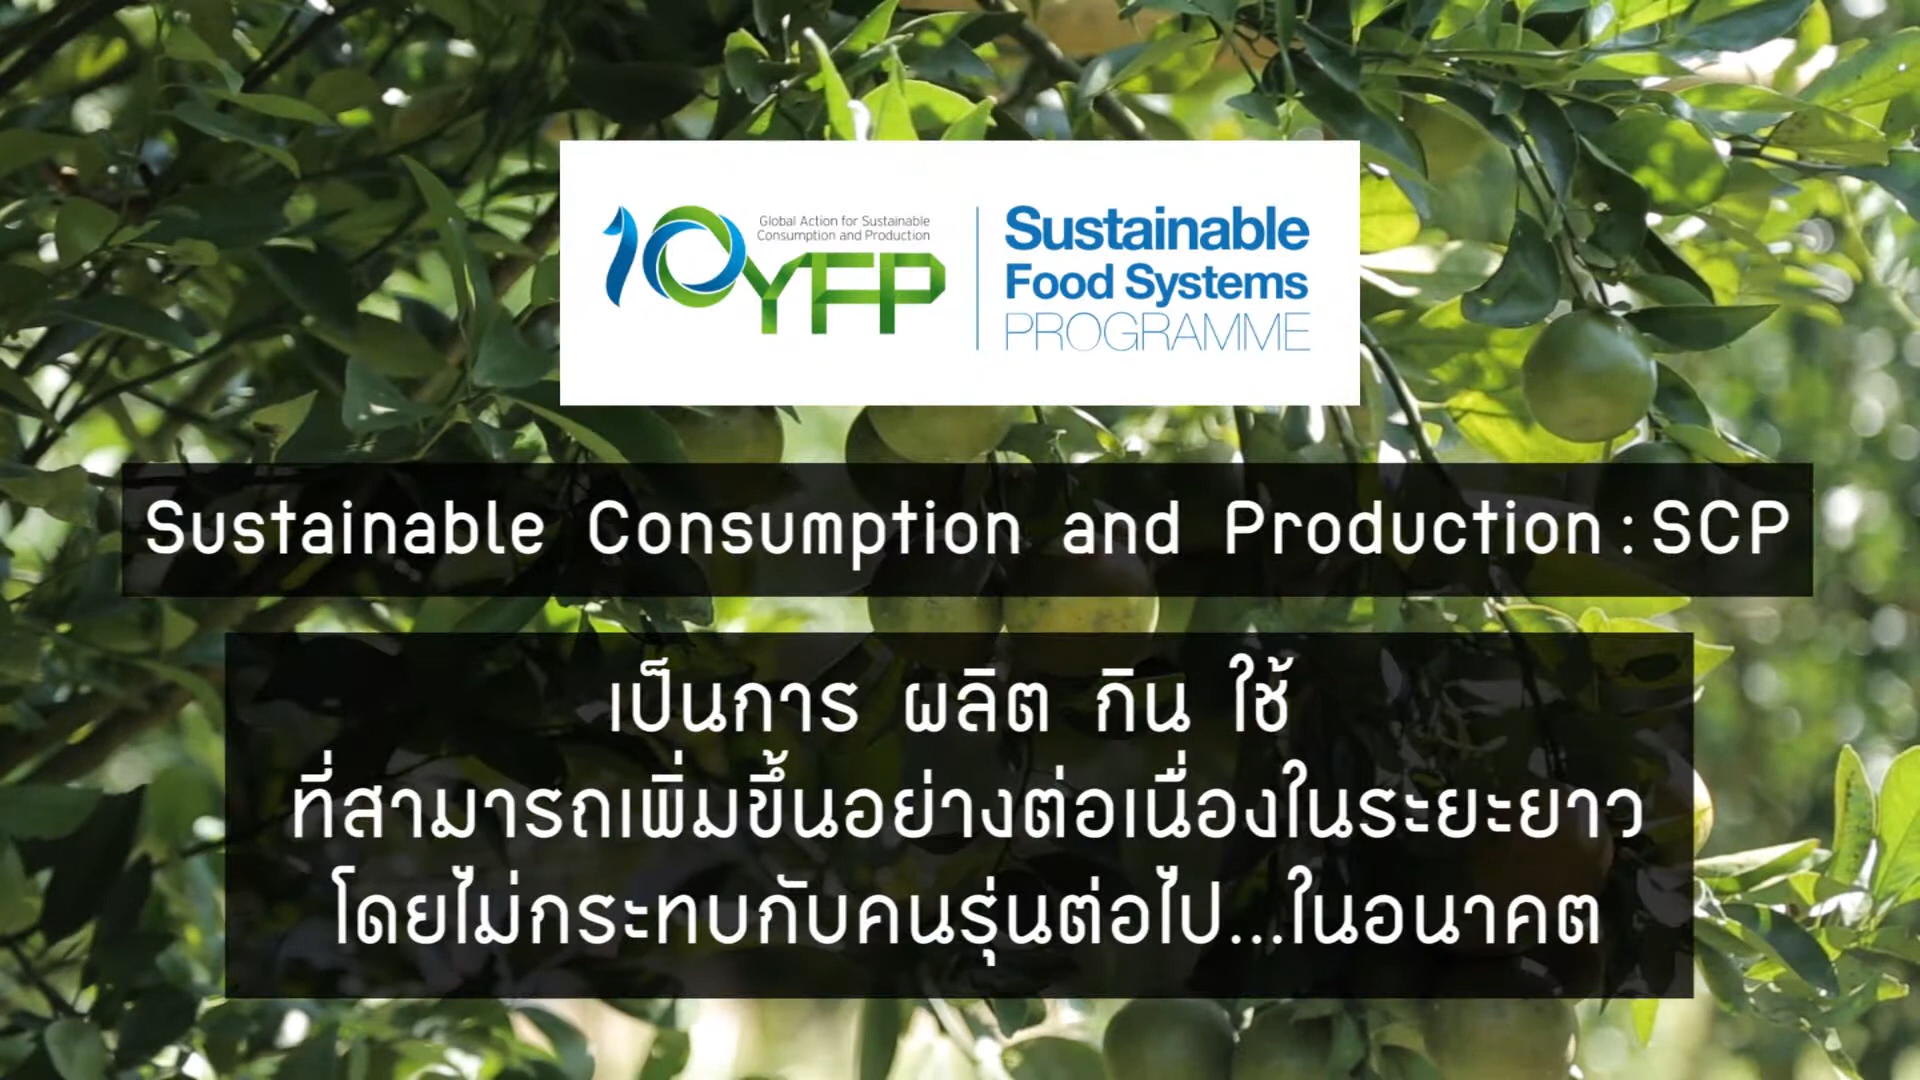 10YFP
Global Action for Sustainable
Consumption and Production
Sustainable
Food Systems
PROGRAMME
Sustainable Consumption and Production : SCP
เป็นการ ผลิต กิน ใช้
ที่สามารถเพิ่มขึ้นอย่างต่อเนื่องในระยะยาว
โดยไม่กระทบกับคนรุ่นต่อไป...ในอนาคต